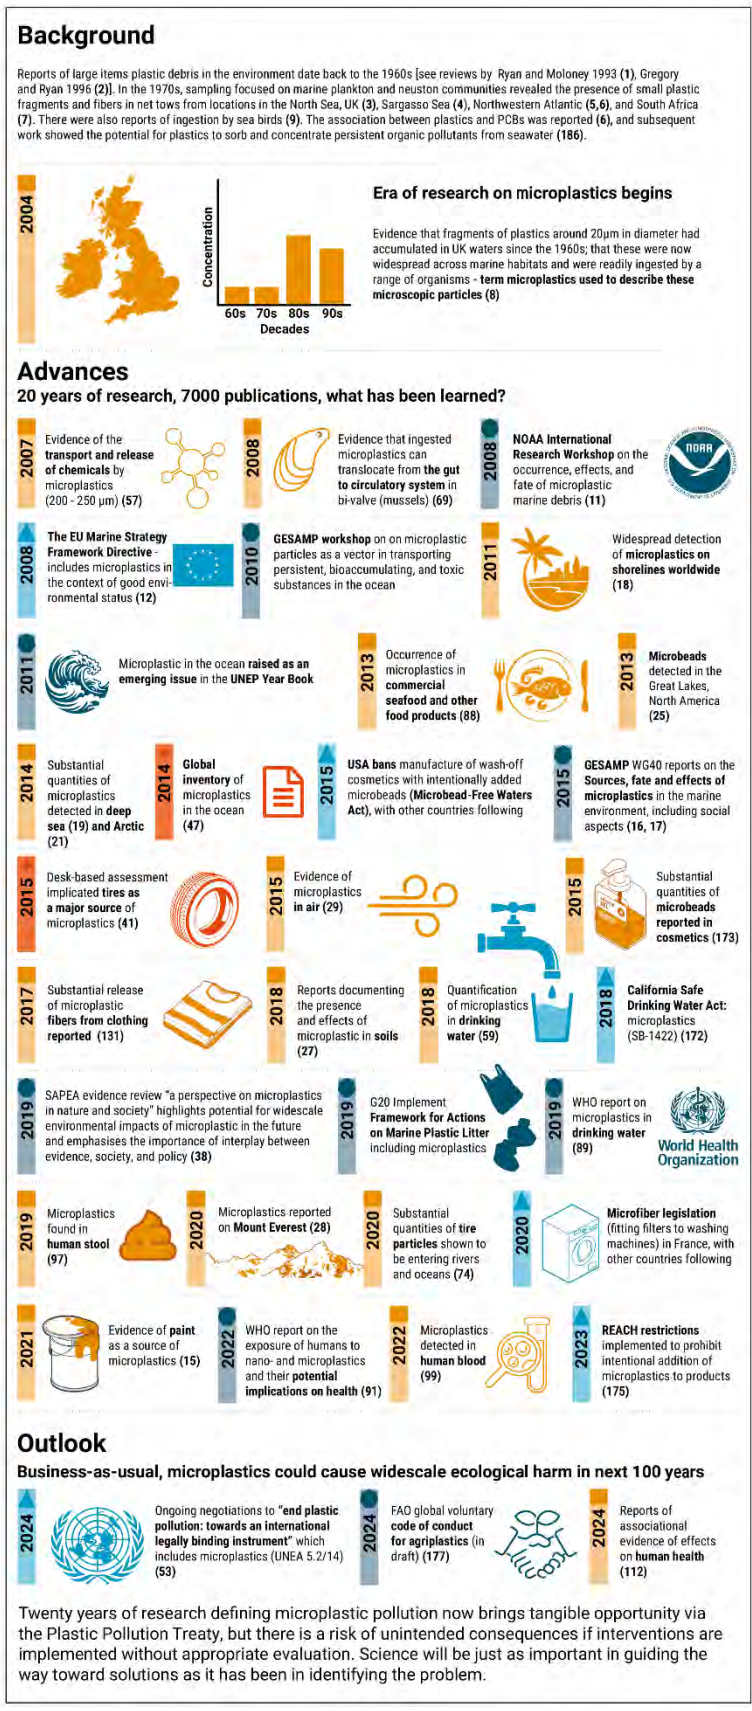 Background
Reports of large items plastic debris in the environment date back to the 1960s [see reviews by Ryan and Moloney 1993 (1), Gregory
and Ryan 1996 (2)]. In the 1970s, sampling focused on marine plankton and neuston communities revealed the presence of small plastic
fragments and fibers in net tows from locations in the North Sea, UK (3), Sargasso Sea (4), Northwestern Atlantic (5,6), and South Africa
(7). There were also reports of ingestion by sea birds (9). The association between plastics and PCBs was reported (6), and subsequent
work showed the potential for plastics to sorb and concentrate persistent organic pollutants from seawater (186).
2004
Concentration
60s 70s 80s 90s
Decades
Era of research on microplastics begins
Evidence that fragments of plastics around 20µm in diameter had
accumulated in UK waters since the 1960s; that these were now
widespread across marine habitats and were readily ingested by a
range of organisms - term microplastics used to describe these
microscopic particles (8)
Advances
20 years of research, 7000 publications, what has been learned?
2007
Evidence of the
transport and release
of chemicals by
microplastics
(200 - 250 µm) (57)
2008
Evidence that ingested
microplastics can
translocate from the gut
to circulatory system in
bi-valve (mussels) (69)
2008
NOAA International
Research Workshop on the
occurrence, effects, and
fate of microplastic
marine debris (11)
NOAA
2008
The EU Marine Strategy
Framework Directive -
includes microplastics in
the context of good envi-
ronmental status (12)
2010
GESAMP workshop on on microplastic
particles as a vector in transporting
persistent, bioaccumulating, and toxic
substances in the ocean
2011
Widespread detection
of microplastics on
shorelines worldwide
(18)
2011
Microplastic in the ocean raised as an
emerging issue in the UNEP Year Book
2013
Occurrence of
microplastics in
commercial
seafood and other
food products (88)
2013
Microbeads
detected in the
Great Lakes,
North America
(25)
2014
Substantial
quantities of
microplastics
detected in deep
sea (19) and Arctic
(21)
2014
Global
inventory of
microplastics
in the ocean
(47)
2015
USA bans manufacture of wash-off
cosmetics with intentionally added
microbeads (Microbead-Free Waters
Act), with other countries following
2015
GESAMP WG40 reports on the
Sources, fate and effects of
microplastics in the marine
environment, including social
aspects (16, 17)
2015
Desk-based assessment
implicated tires as
a major source of
microplastics (41)
2015
Evidence of
microplastics
in air (29)
2015
Substantial
quantities of
microbeads
reported in
cosmetics (173)
2017
Substantial release
of microplastic
fibers from clothing
reported (131)
2018
Reports documenting
the presence
and effects of
microplastic in soils
(27)
2018
Quantification
of microplastics
in drinking
water (59)
2018
California Safe
Drinking Water Act:
microplastics
(SB-1422) (172)
2019
SAPEA evidence review “a perspective on microplastics
in nature and society” highlights potential for widescale
environmental impacts of microplastic in the future
and emphasises the importance of interplay between
evidence, society, and policy (38)
2019
G20 Implement
Framework for Actions
on Marine Plastic Litter
including microplastics
2019
WHO report on
microplastics in
drinking water
(89)
World Health
Organization
2019
Microplastics
found in
human stool
(97)
2020
Microplastics reported
on Mount Everest (28)
2020
Substantial
quantities of tire
particles shown to
be entering rivers
and oceans (74)
2020
Microfiber legislation
(fitting filters to washing
machines) in France, with
other countries following
2021
Evidence of paint
as a source of
microplastics (15)
2022
WHO report on the
exposure of humans to
nano- and microplastics
and their potential
implications on health (91)
2022
Microplastics
detected in
human blood
(99)
2023
REACH restrictions
implemented to prohibit
intentional addition of
microplastics to products
(175)
Outlook
Business-as-usual, microplastics could cause widescale ecological harm in next 100 years
2024
Ongoing negotiations to “end plastic
pollution: towards an international
legally binding instrument” which
includes microplastics (UNEA 5.2/14)
(53)
2024
FAO global voluntary
code of conduct
for agriplastics (in
draft) (177)
2024
Reports of
associational
evidence of effects
on human health
(112)
Twenty years of research defining microplastic pollution now brings tangible opportunity via
the Plastic Pollution Treaty, but there is a risk of unintended consequences if interventions are
implemented without appropriate evaluation. Science will be just as important in guiding the
way toward solutions as it has been in identifying the problem.